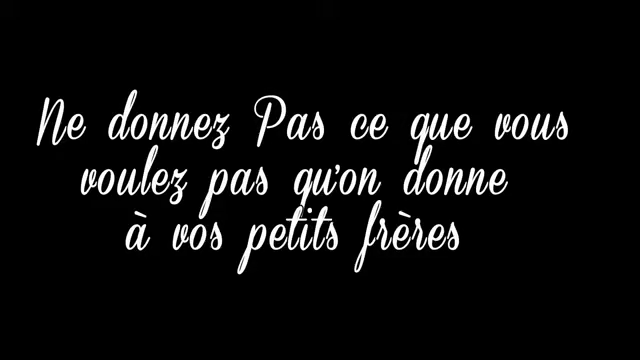 Ne donnez Pas ce que vous
voulez pas qu'on donne
à vos petits frères